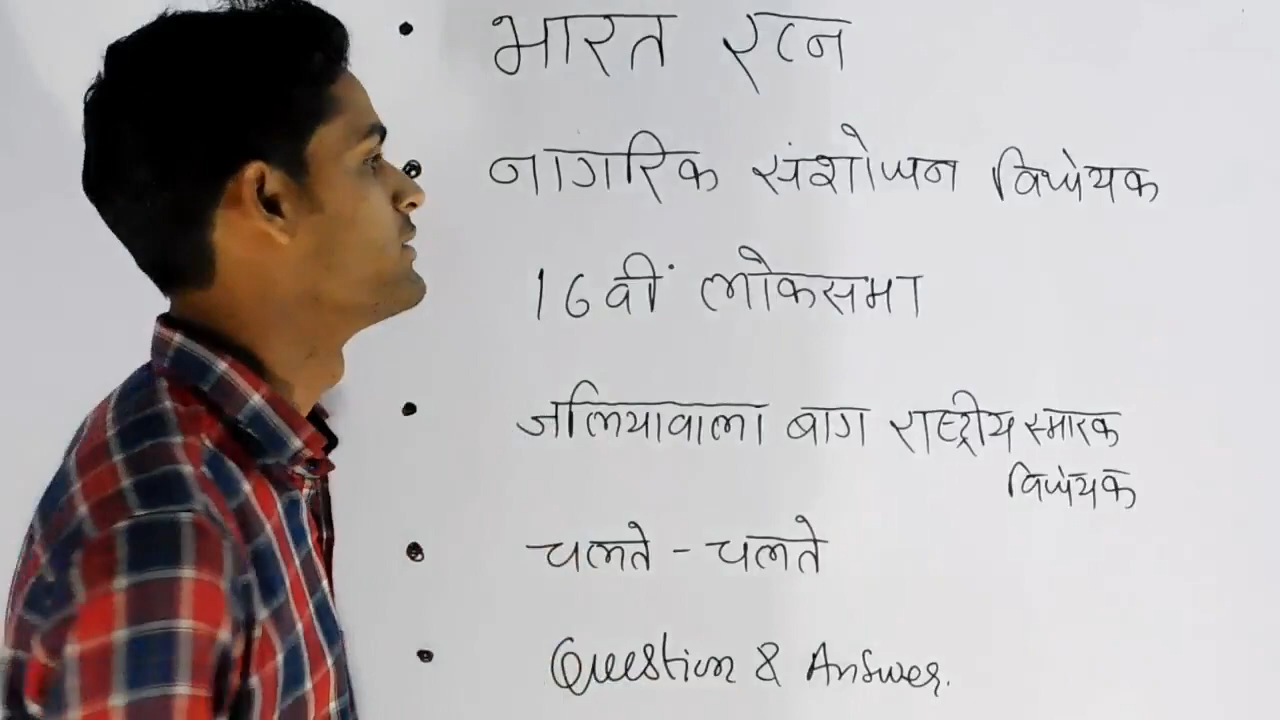 भारत रत्न
नागरिक संशोधन विधेयक
16वीं लोकसभा
जलियावाला बाग राष्ट्रीय स्मारक
विधेयक
चलते - चलते
Question & Answer.